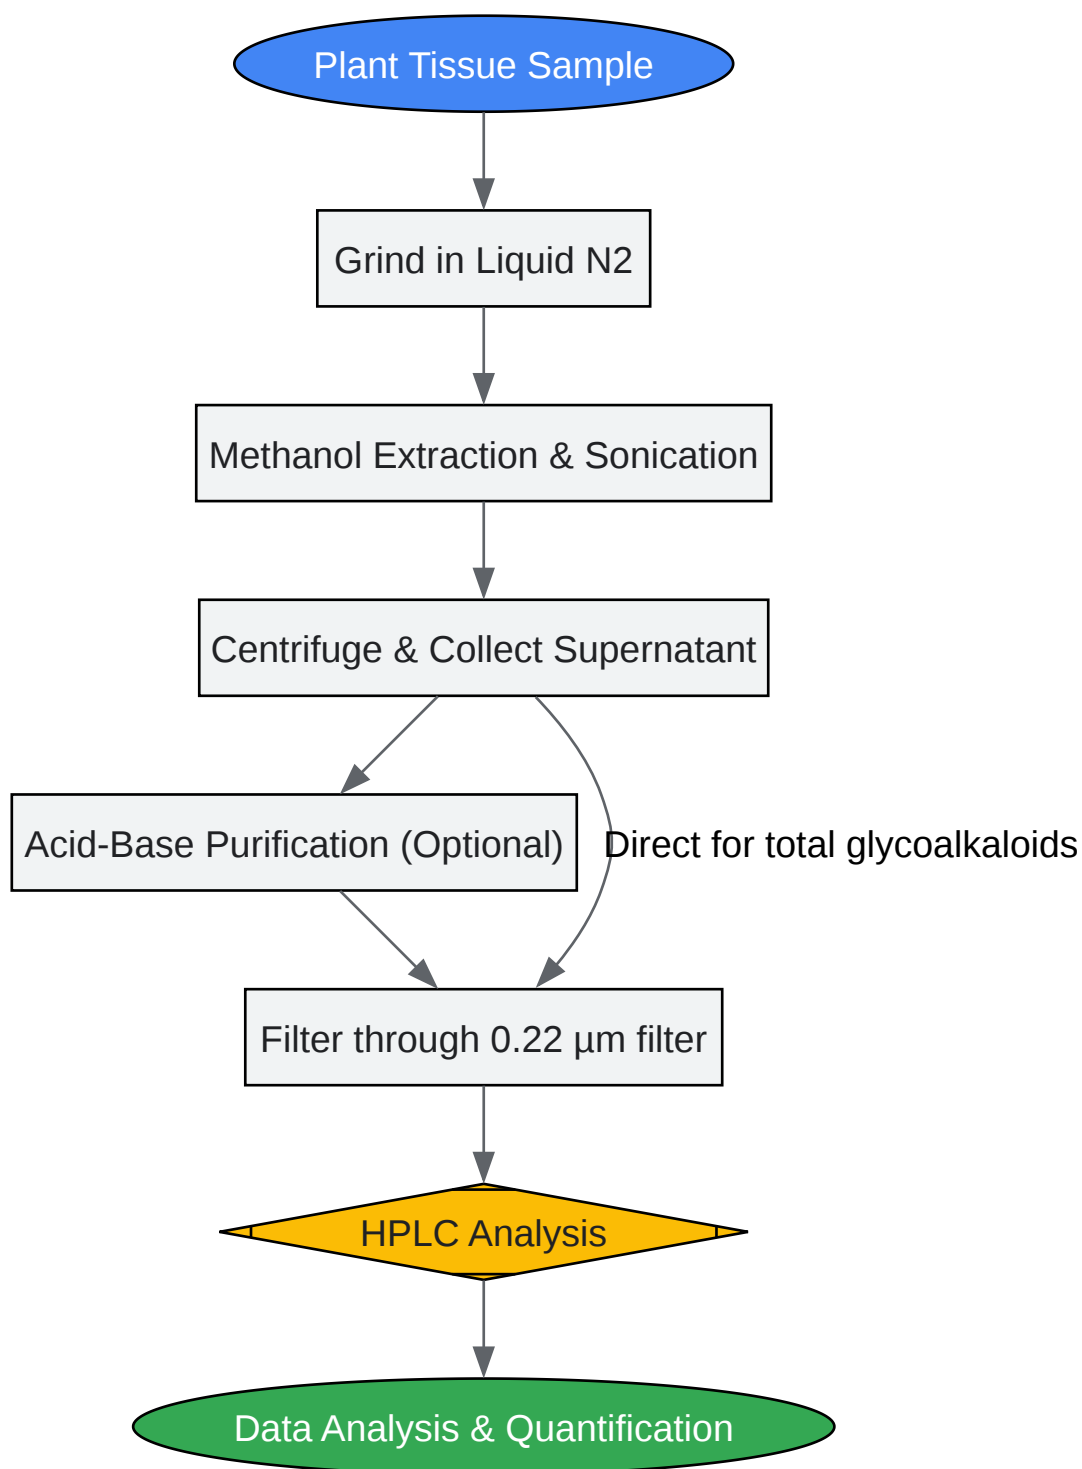 Plant Tissue Sample
Grind in Liquid N2
Methanol Extraction & Sonication
Centrifuge & Collect Supernatant
Acid-Base Purification (Optional)
Direct for total glycoalkaloids
Filter through 0.22 µm filter
HPLC Analysis
Data Analysis & Quantification